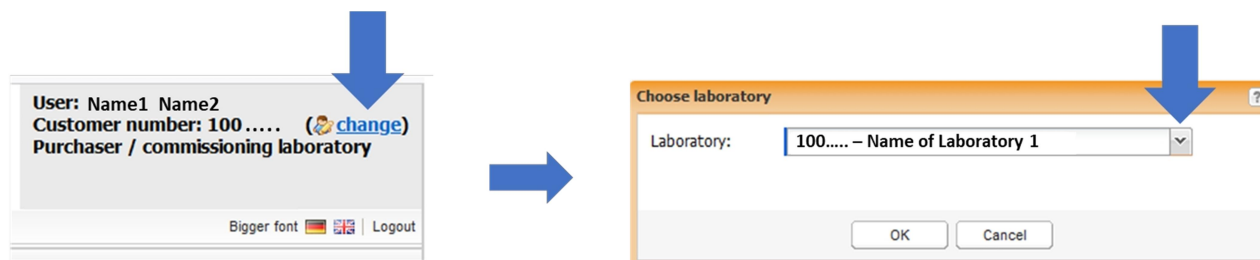 User: Name1 Name2
Customer number: 100..... (change)
Purchaser / commissioning laboratory
Bigger font | Logout
Choose laboratory ?
Laboratory: 100..... – Name of Laboratory 1
OK Cancel